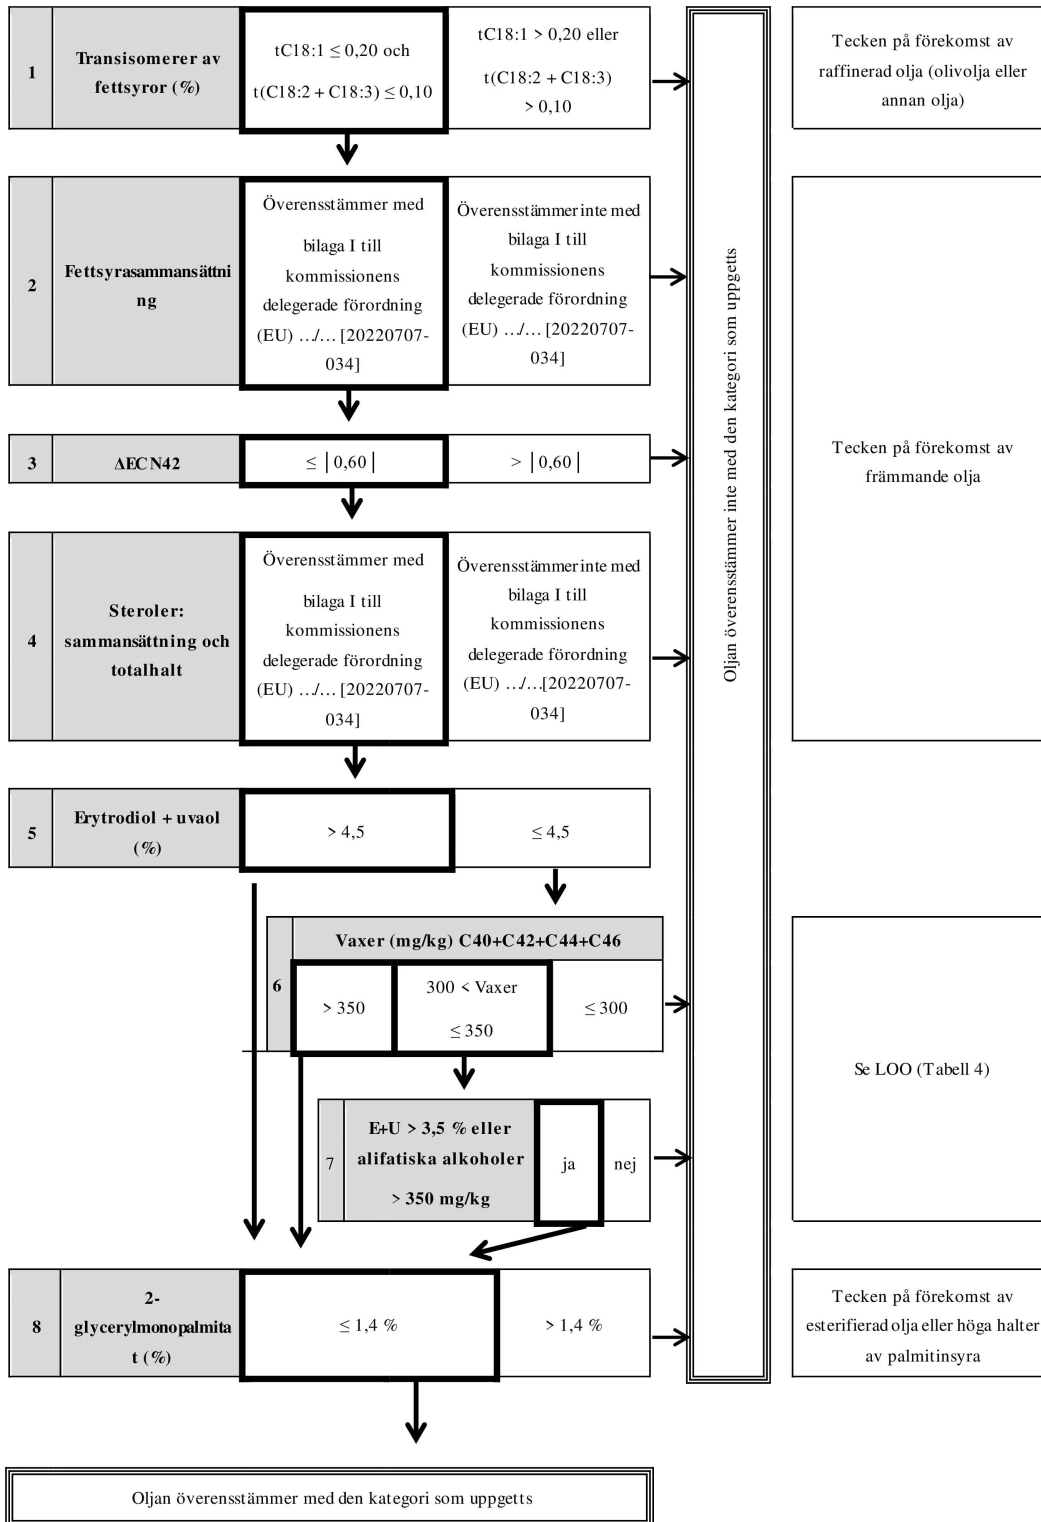 1
Transisomerer av
fettsyror (%)
tC18:1 ≤ 0,20 och
t(C18:2 + C18:3) ≤ 0,10
tC18:1 > 0,20 eller
t(C18:2 + C18:3)
> 0,10
Tecken på förekomst av
raffinerad olja (olivolja eller
annan olja)
2
Fettsyrasammansättni
ng
Överensstämmer med
bilaga I till
kommissionens
delegerade förordning
(EU) …/… [20220707-
034]
Överensstämmer inte med
bilaga I till
kommissionens
delegerade förordning
(EU) …/… [20220707-
034]
Oljan överensstämmer inte med den kategori som uppgetts
Tecken på förekomst av
främmande olja
3
ΔECN42
≤ |0,60|
> |0,60|
4
Steroler:
sammansättning och
totalhalt
Överensstämmer med
bilaga I till
kommissionens
delegerade förordning
(EU) …/… [20220707-
034]
Överensstämmer inte med
bilaga I till
kommissionens
delegerade förordning
(EU) …/…[20220707-
034]
5
Erytrodiol + uvaol
(%)
> 4,5
≤ 4,5
6
Vaxer (mg/kg) C40+C42+C44+C46
> 350
300 < Vaxer
≤ 350
≤ 300
Se LOO (Tabell 4)
7
E+U > 3,5 % eller
alifatiska alkoholer
> 350 mg/kg
ja
nej
8
2-
glycerylmonopalmita
t (%)
≤ 1,4 %
> 1,4 %
Tecken på förekomst av
esterifierad olja eller höga halter
av palmitinsyra
Oljan överensstämmer med den kategori som uppgetts